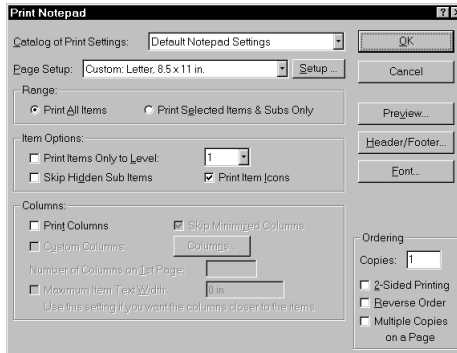 Print Notepad ? X
Catalog of Print Settings: Default Notepad Settings
Page Setup: Custom: Letter, 8.5 x 11 in. Setup ...
OK
Cancel
Range:
Print All Items Print Selected Items & Subs Only
Preview...
Header/Footer...
Font...
Item Options:
Print Items Only to Level: 1
Skip Hidden Sub Items Print Item Icons
Columns:
Print Columns Skip Minimized Columns
Custom Columns: Columns...
Number of Columns on 1st Page:
Maximum Item Text Width: 0 in
Use this setting if you want the columns closer to the items
Ordering
Copies: 1
2-Sided Printing
Reverse Order
Multiple Copies
on a Page